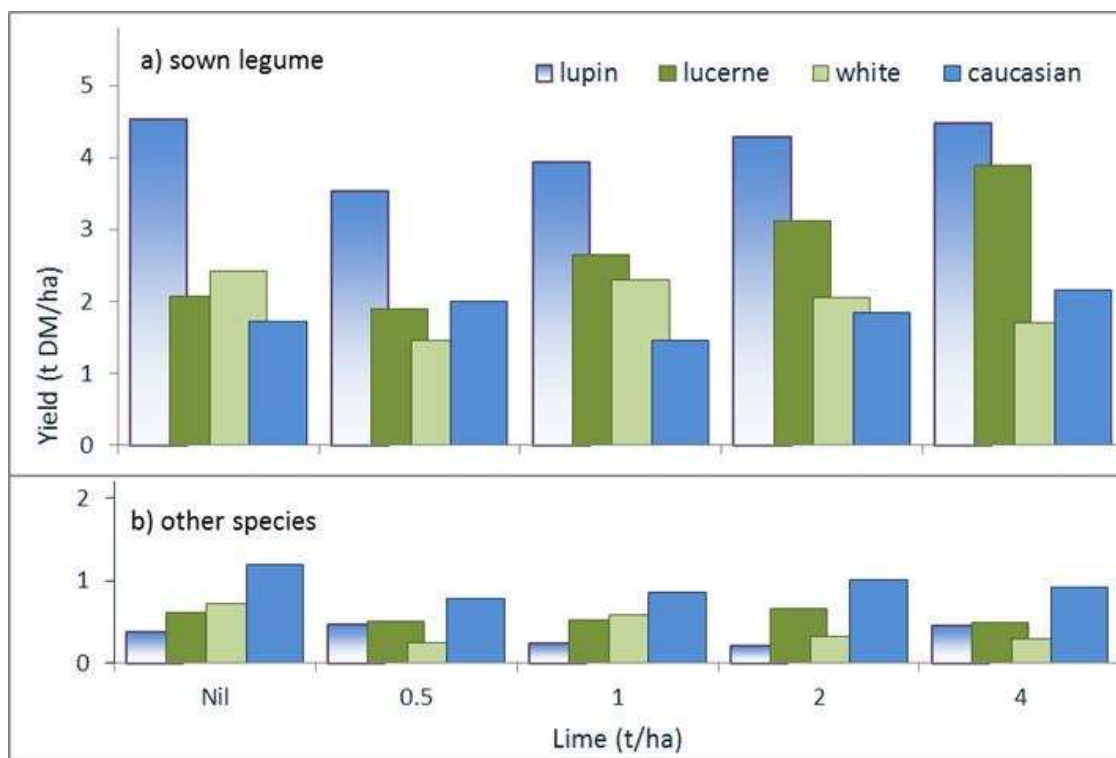 a) sown legume
lupin lucerne white caucasian
5
4
3
2
1
0
Yield (t DM/ha)
b) other species
2
1
0
Nil 0.5 1 2 4
Lime (t/ha)